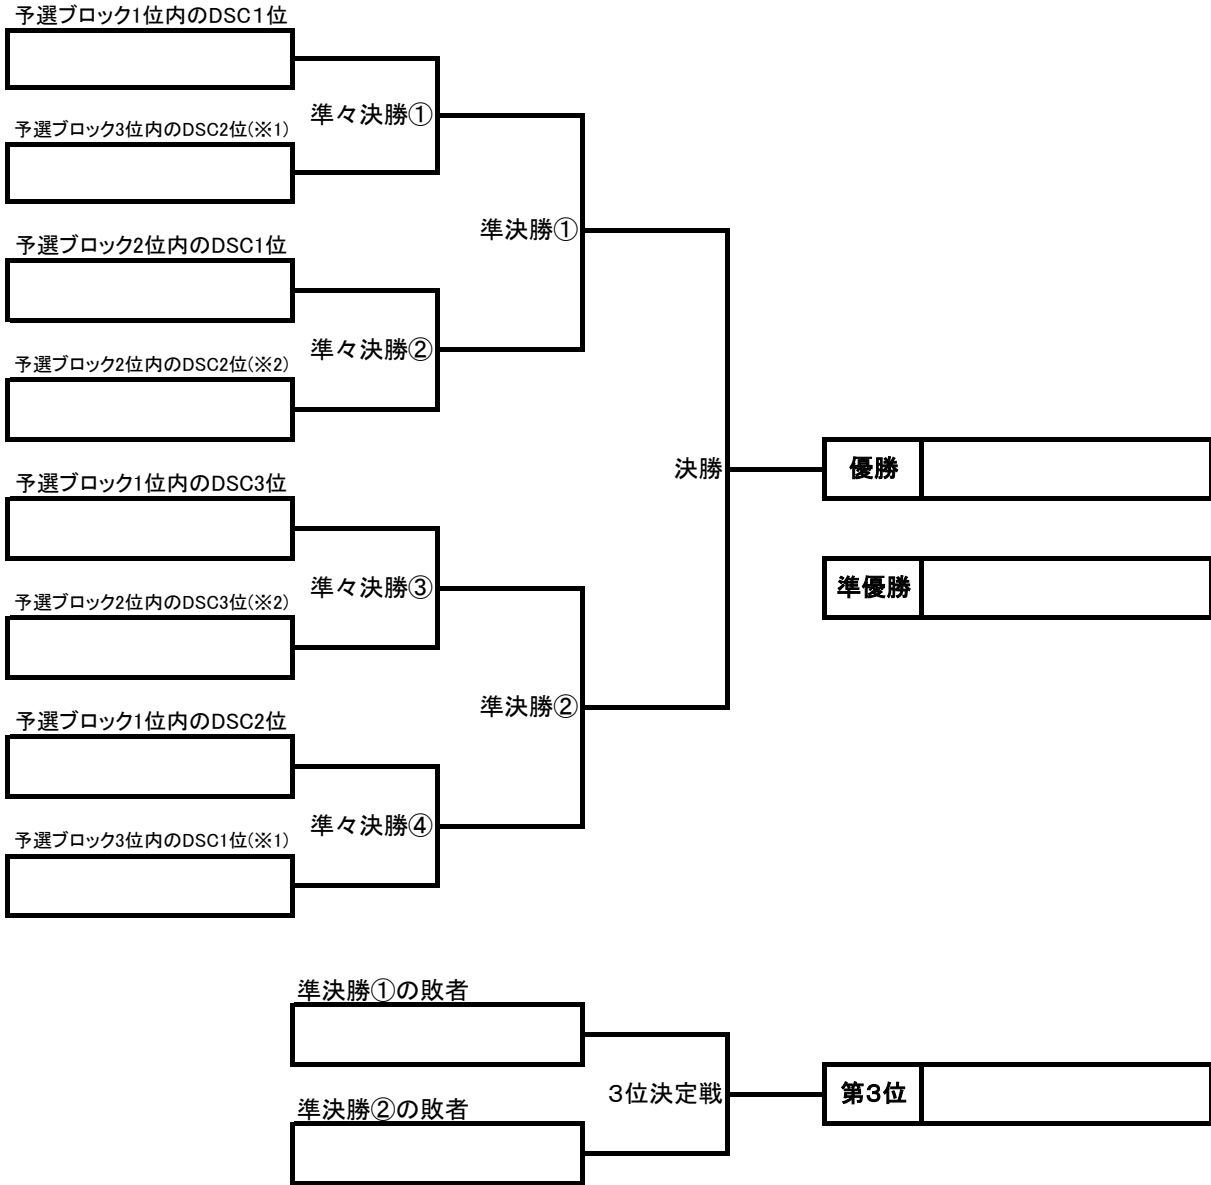 予選ブロック1位内のDSC１位
準々決勝①
予選ブロック3位内のDSC2位(※1)
準決勝①
予選ブロック2位内のDSC1位
準々決勝②
予選ブロック2位内のDSC2位(※2)
決勝
優勝
予選ブロック1位内のDSC3位
準々決勝③
準優勝
予選ブロック2位内のDSC3位(※2)
準決勝②
予選ブロック1位内のDSC2位
準々決勝④
予選ブロック3位内のDSC1位(※1)
準決勝①の敗者
3位決定戦
第3位
準決勝②の敗者